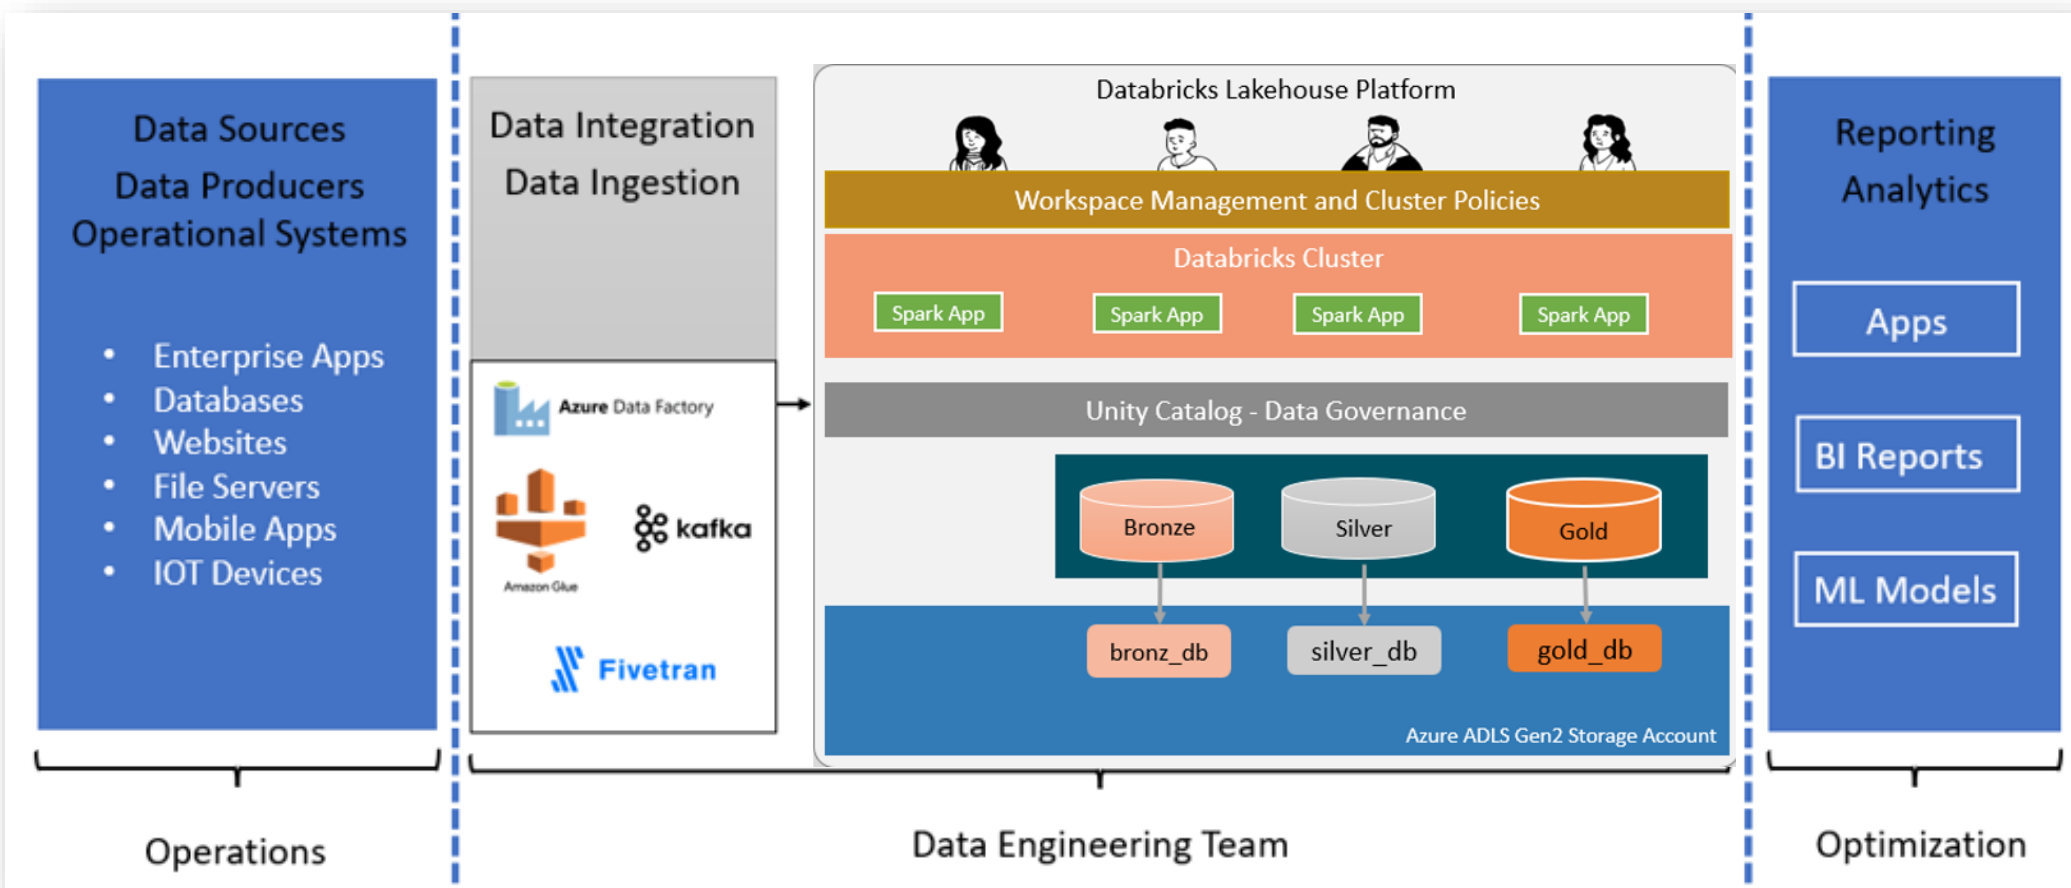 Data Sources
Data Producers
Operational Systems
• Enterprise Apps
• Databases
• Websites
• File Servers
• Mobile Apps
• IOT Devices
Operations
Data Integration
Data Ingestion
Azure Data Factory
Amazon Glue
kafka
Fivetran
Databricks Lakehouse Platform
Workspace Management and Cluster Policies
Databricks Cluster
Spark App
Spark App
Spark App
Spark App
Unity Catalog - Data Governance
Bronze
Silver
Gold
bronz_db
silver_db
gold_db
Azure ADLS Gen2 Storage Account
Data Engineering Team
Reporting
Analytics
Apps
BI Reports
ML Models
Optimization